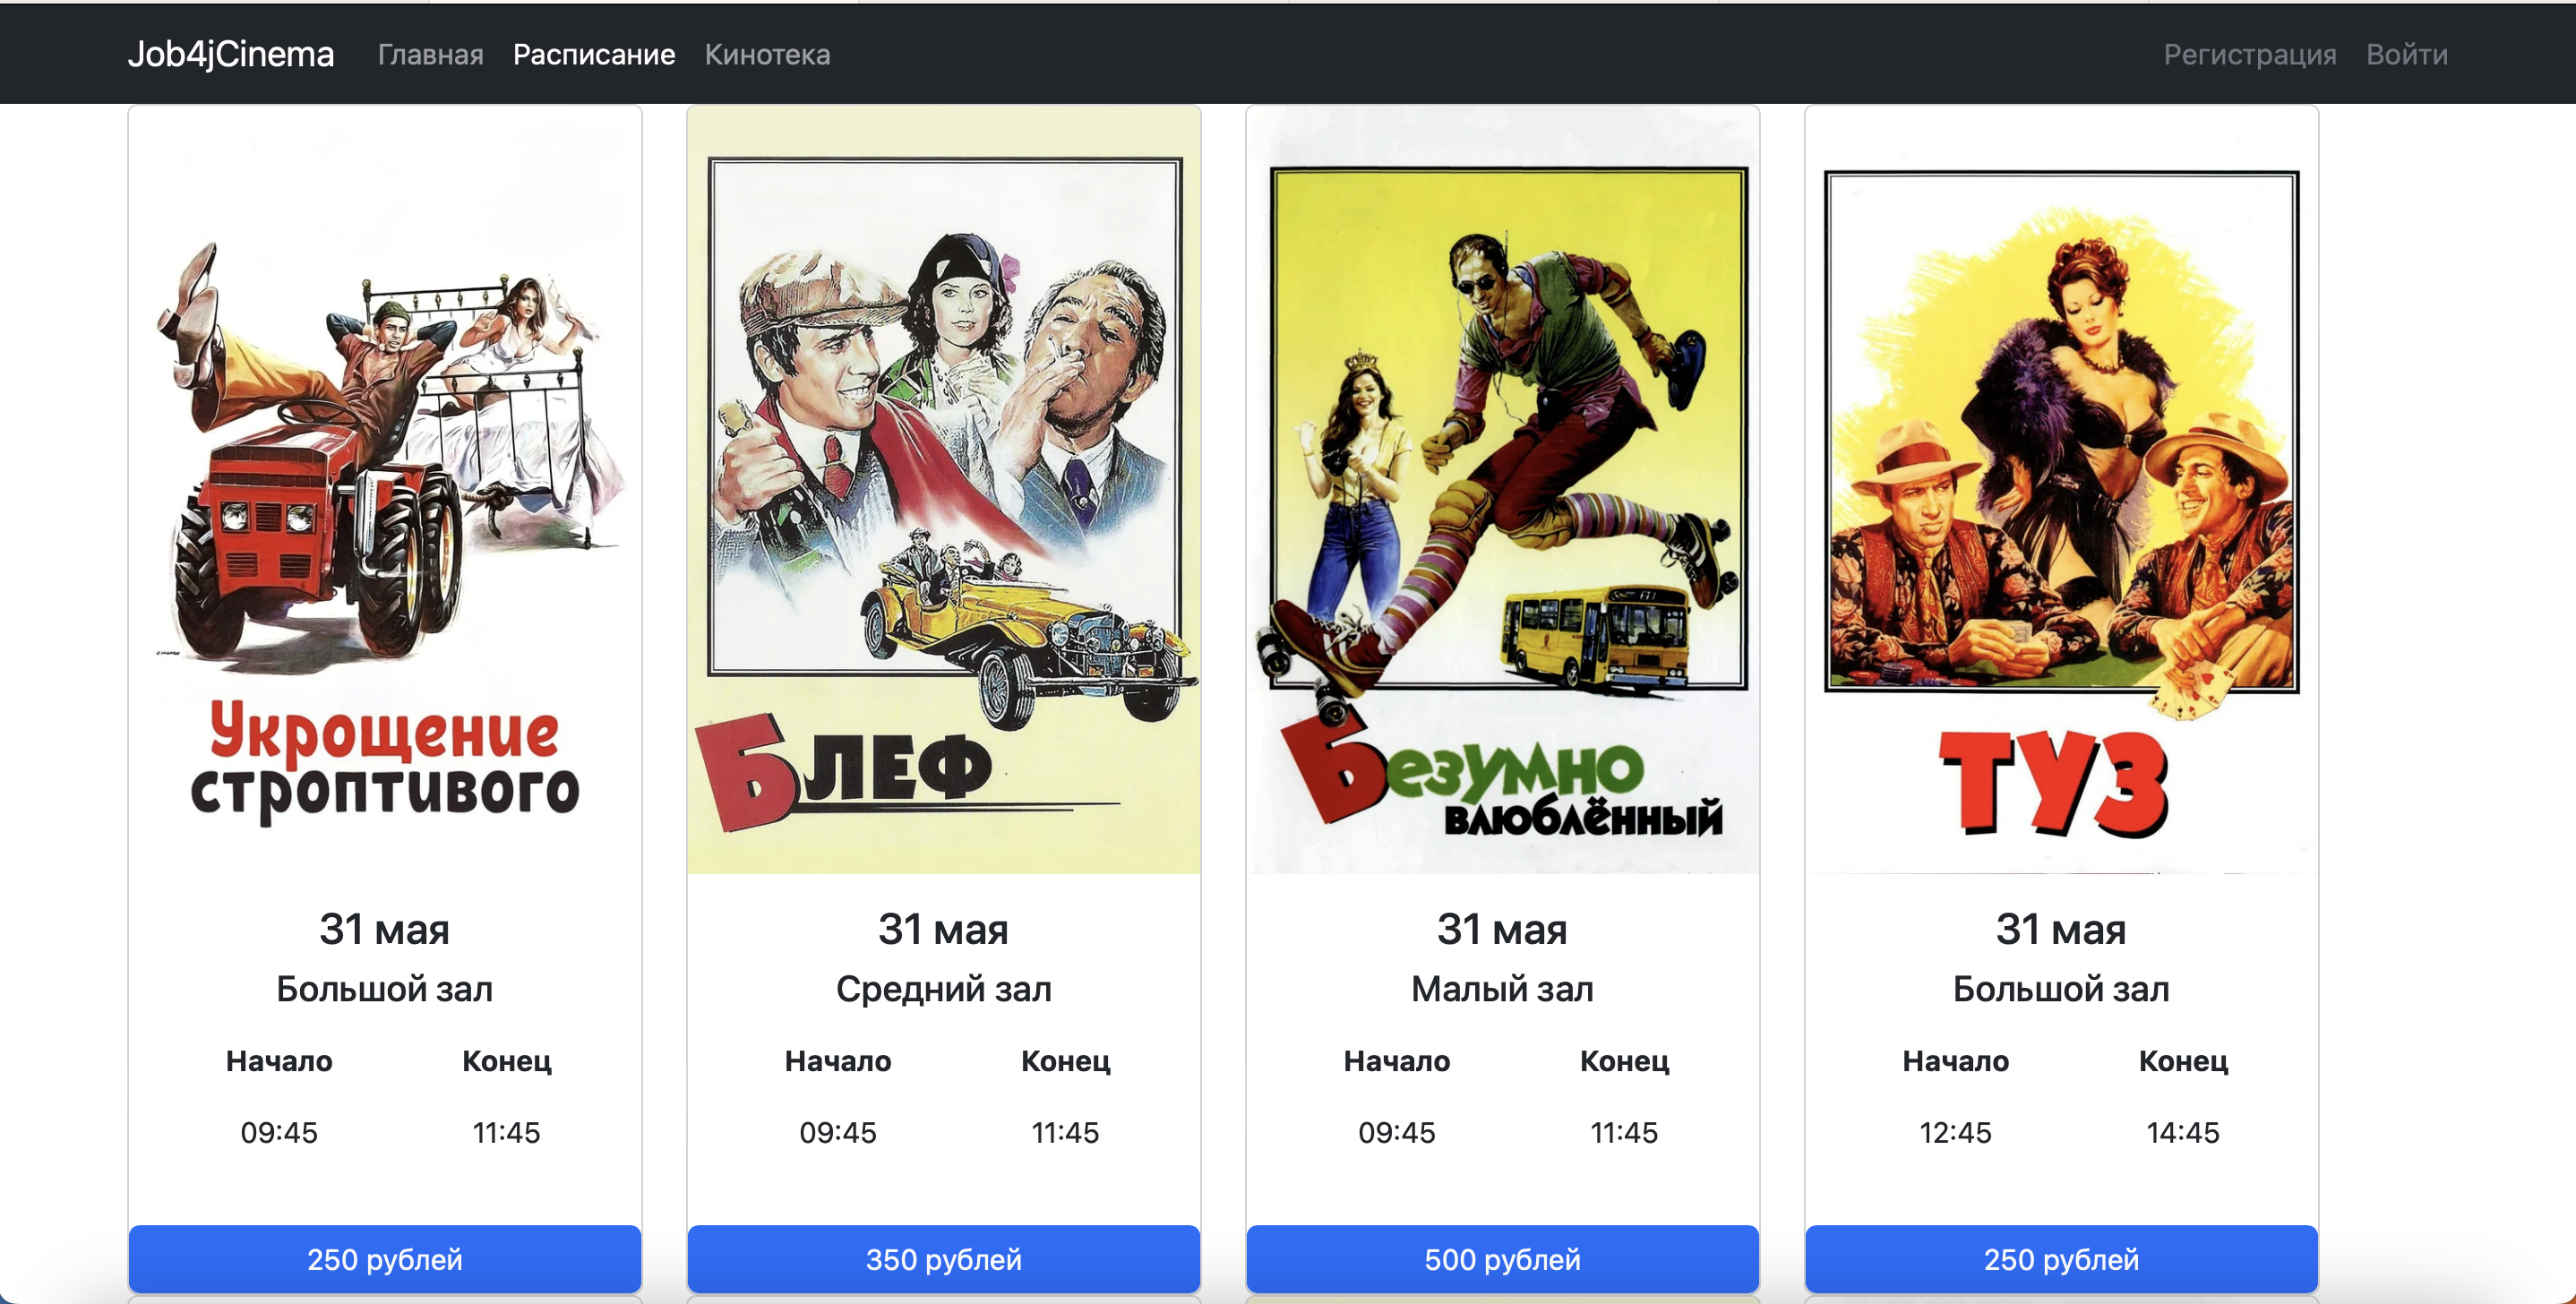 Job4jCinema Главная Расписание Кинотека Регистрация Войти
Укрощение
строптивого
31 мая
Большой зал
Начало Конец
09:45 11:45
250 рублей
БЛЕФ
31 мая
Средний зал
Начало Конец
09:45 11:45
350 рублей
Безумно
влюблённый
31 мая
Малый зал
Начало Конец
09:45 11:45
500 рублей
ТУЗ
31 мая
Большой зал
Начало Конец
12:45 14:45
250 рублей